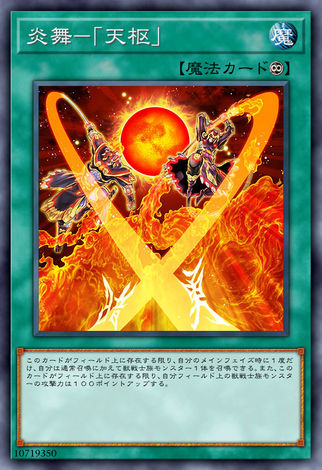 炎舞－「天枢」
魔
【魔法カード】
このカードがフィールド上に存在する限り、自分のメインフェイズ時に１度だ
け、自分は通常召喚に加えて獣戦士族モンスター１体を召喚できる。また、この
カードがフィールド上に存在する限り、自分フィールド上の獣戦士族モンスター
の攻撃力は１００ポイントアップする。
10719350